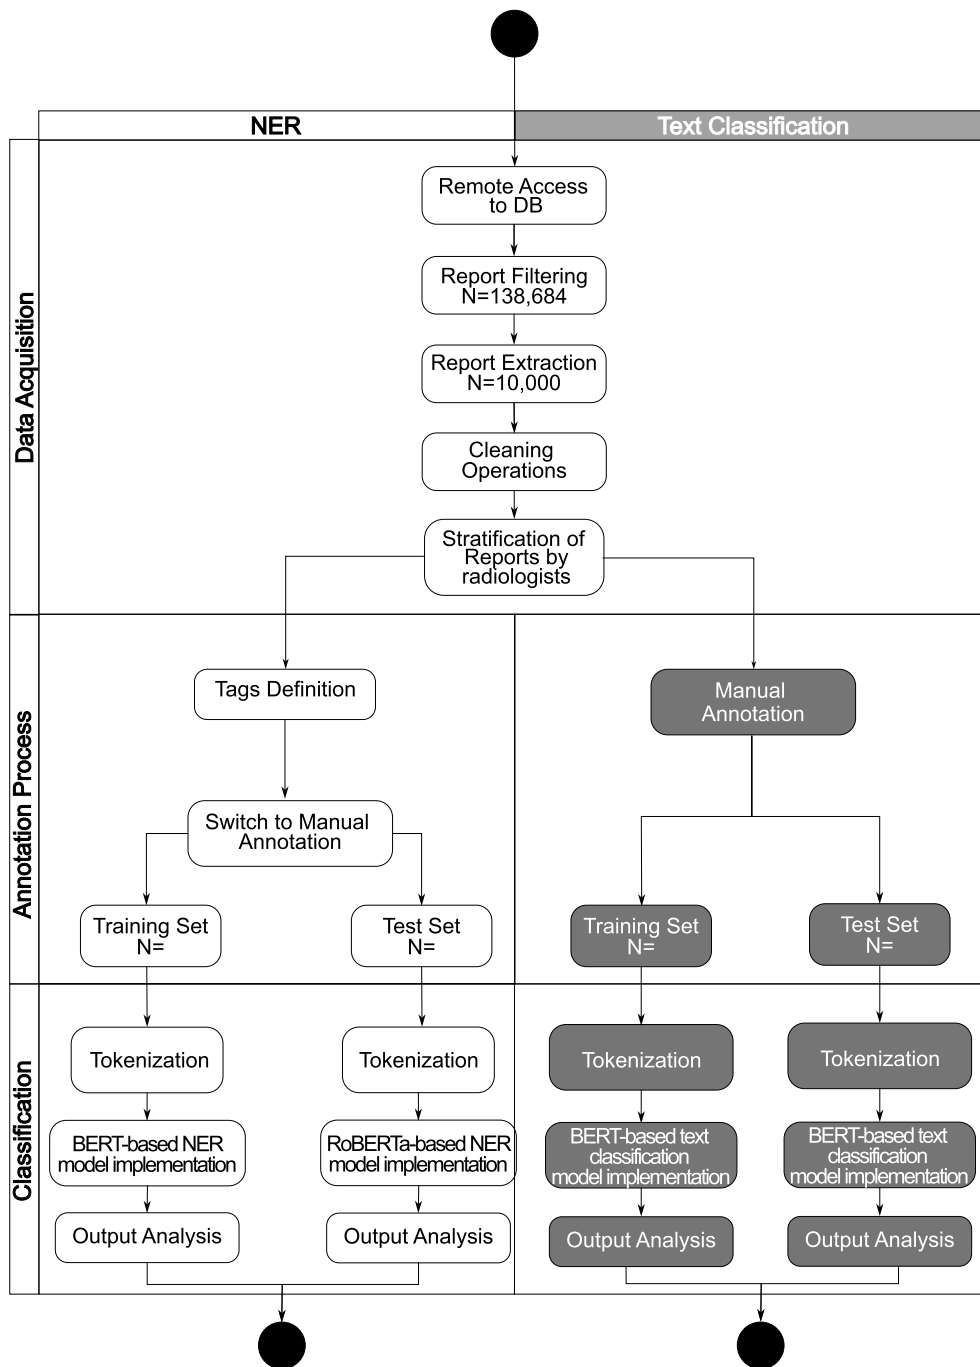 NER
Text Classification
Data Acquisition
Remote Access
to DB
Report Filtering
N=138,684
Report Extraction
N=10,000
Cleaning
Operations
Stratification of
Reports by
radiologists
Annotation Process
Tags Definition
Manual
Annotation
Switch to Manual
Annotation
Training Set
N=
Test Set
N=
Training Set
N=
Test Set
N=
Classification
Tokenization
Tokenization
Tokenization
Tokenization
BERT-based NER
model implementation
RoBERTa-based NER
model implementation
BERT-based text
classification
model implementation
BERT-based text
classification
model implementation
Output Analysis
Output Analysis
Output Analysis
Output Analysis